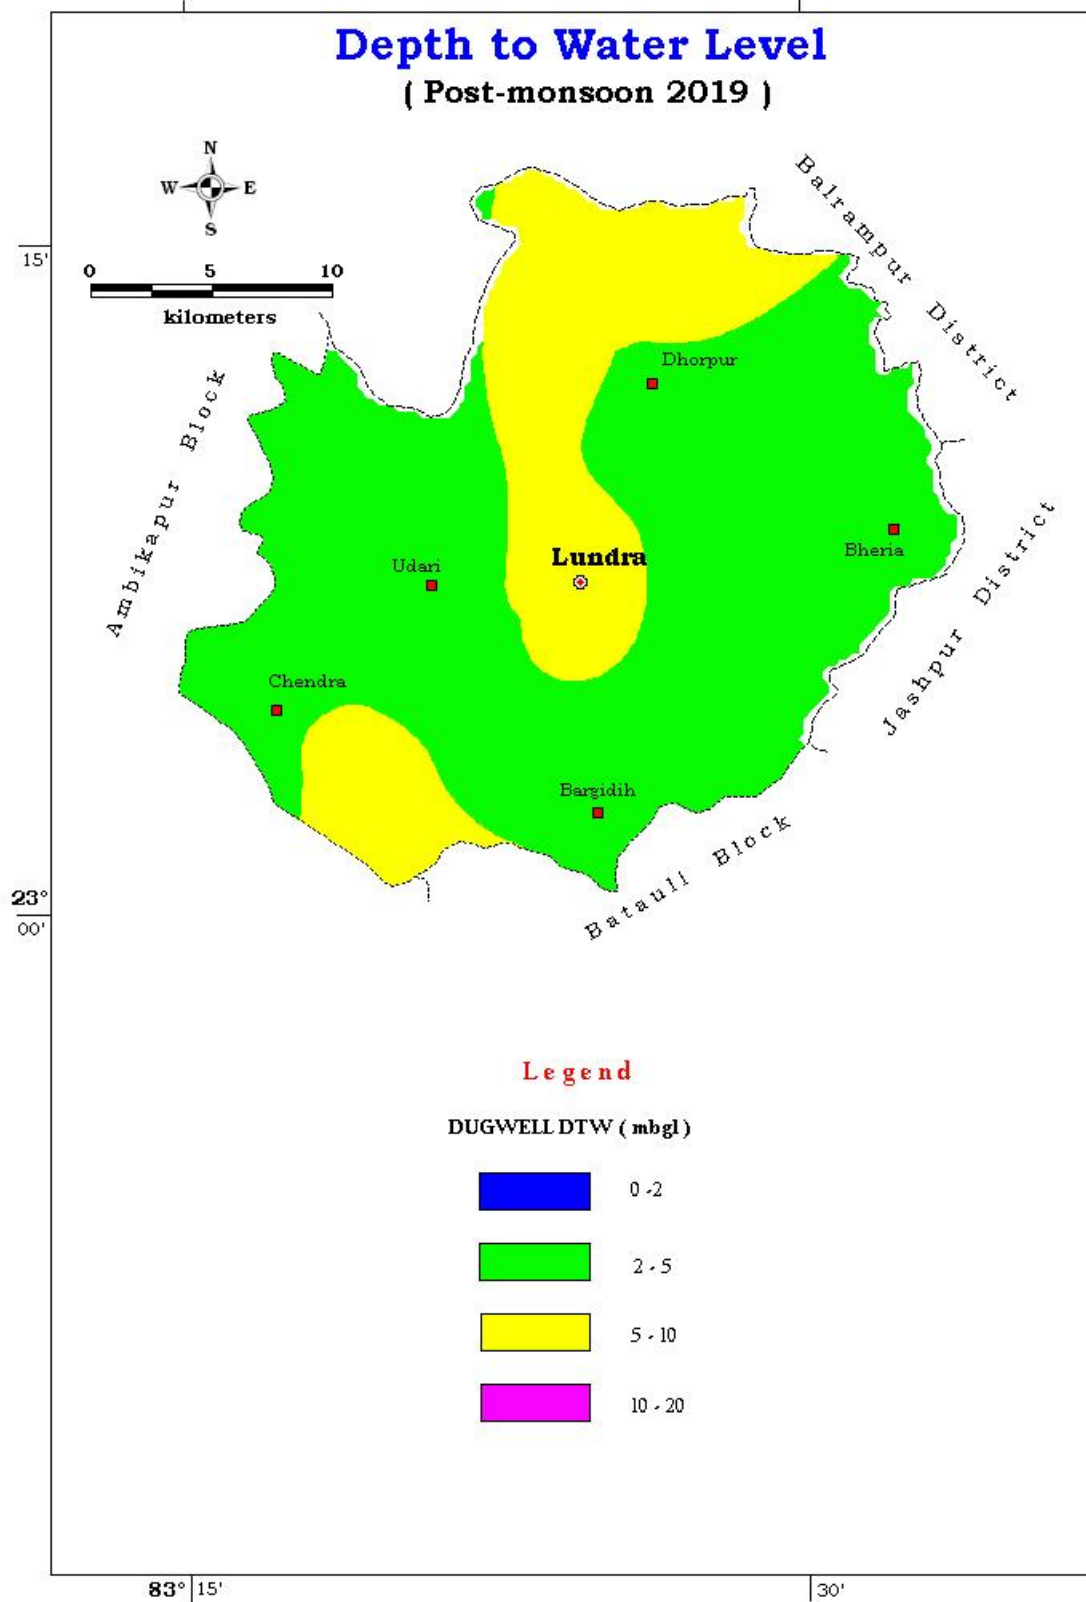 Depth to Water Level
( Post-monsoon 2019 )
N
W E
S
Balrampur District
15'
0 5 10
kilometers
Dhorpur
Ambikapur Block
Bheria
Lundra
Udari
Jashpur District
Chendra
Bargidih
Batauli Block
23°
00'
Legend
DUGWELL DTW ( mbgl )
0 -2
2 - 5
5 - 10
10 - 20
83° 15' 30'